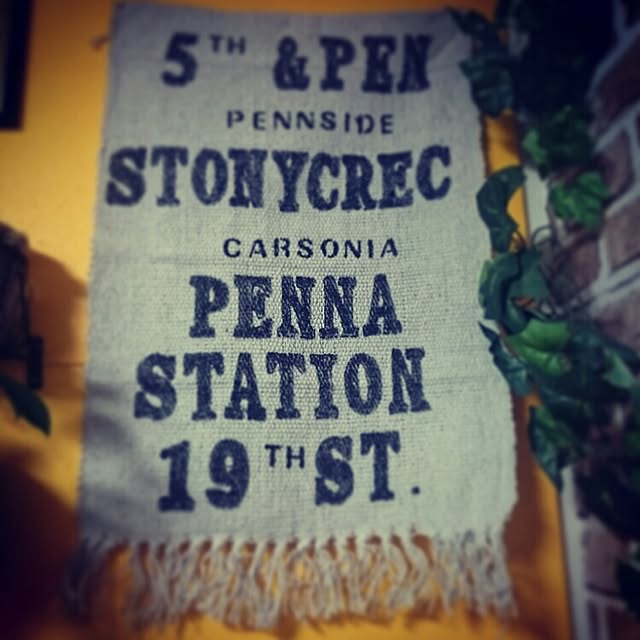 5TH & PEN
PENNSIDE
STONYCREC
CARSONIA
PENNA
STATION
19TH ST.